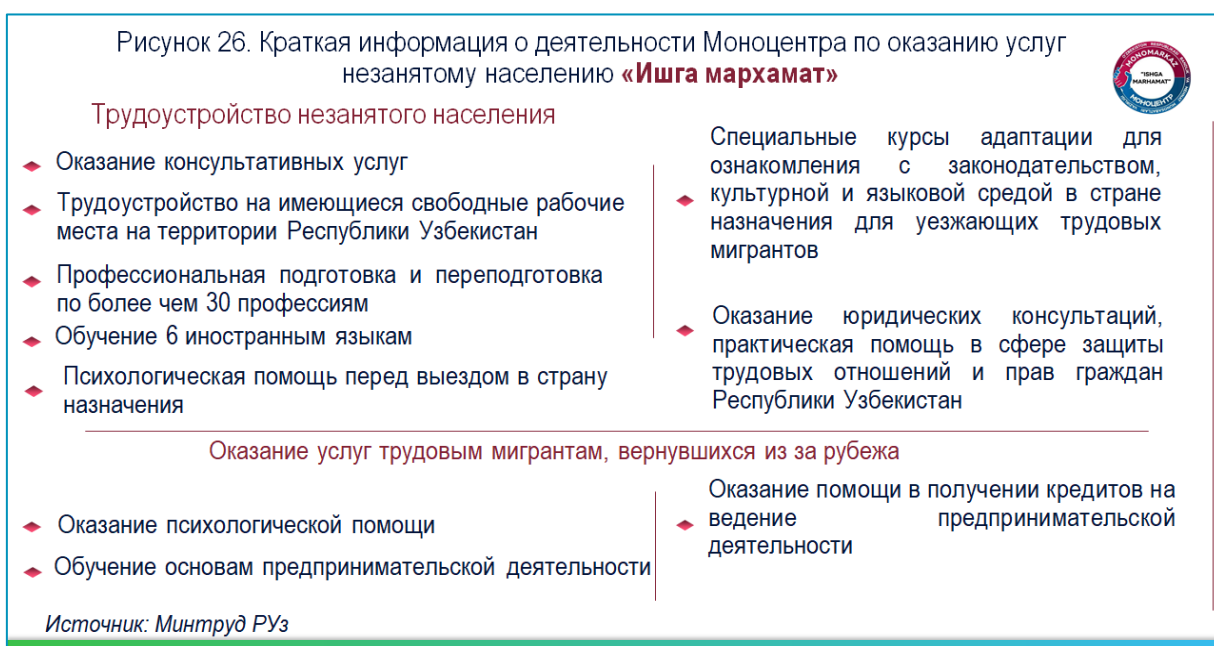 Рисунок 26. Краткая информация о деятельности Моноцентра по оказанию услуг
незанятому населению «Ишга мархамат»
MONOMARKAZ
"ISHGA
MARHAMAT"
МОНОЦЕНТР
Трудоустройство незанятого населения
Оказание консультативных услуг
Трудоустройство на имеющиеся свободные рабочие
места на территории Республики Узбекистан
Профессиональная подготовка и переподготовка
по более чем 30 профессиям
Обучение 6 иностранным языкам
Психологическая помощь перед выездом в страну
назначения
Специальные курсы адаптации для
ознакомления с законодательством,
культурной и языковой средой в стране
назначения для уезжающих трудовых
мигрантов
Оказание юридических консультаций,
практическая помощь в сфере защиты
трудовых отношений и прав граждан
Республики Узбекистан
Оказание услуг трудовым мигрантам, вернувшихся из за рубежа
Оказание психологической помощи
Обучение основам предпринимательской деятельности
Оказание помощи в получении кредитов на
ведение предпринимательской
деятельности
Источник: Минтруд РУз